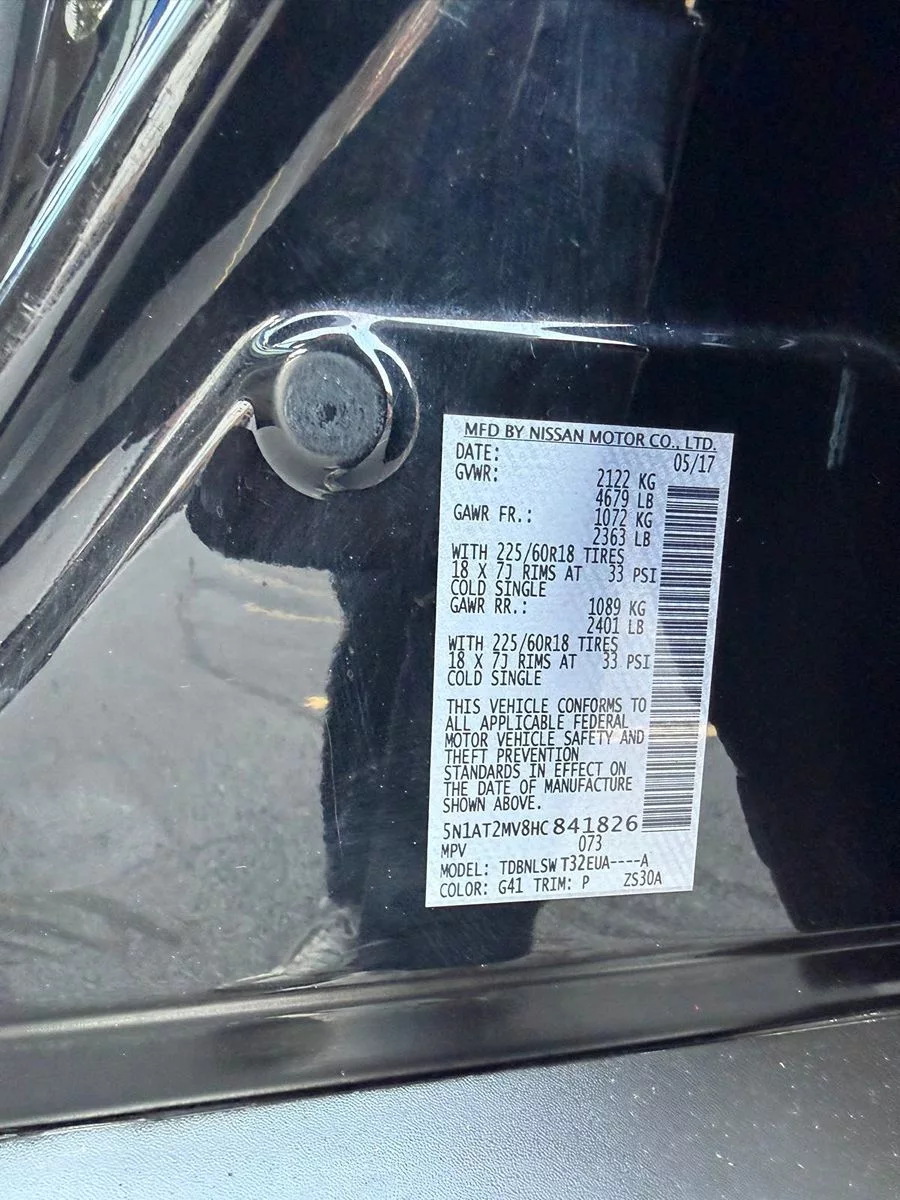 MFD BY NISSAN MOTOR CO., LTD.
DATE: 05/17
GVWR: 2122 KG
4679 LB
GAWR FR.: 1072 KG
2363 LB
WITH 225/60R18 TIRES
18 X 7J RIMS AT 33 PSI
COLD SINGLE
GAWR RR.: 1089 KG
2401 LB
WITH 225/60R18 TIRES
18 X 7J RIMS AT 33 PSI
COLD SINGLE
THIS VEHICLE CONFORMS TO
ALL APPLICABLE FEDERAL
MOTOR VEHICLE SAFETY AND
THEFT PREVENTION
STANDARDS IN EFFECT ON
THE DATE OF MANUFACTURE
SHOWN ABOVE.
5N1AT2MV8HC841826
MPV 073
MODEL: TDBNLSW T32EUA----A
COLOR: G41 TRIM: P ZS30A